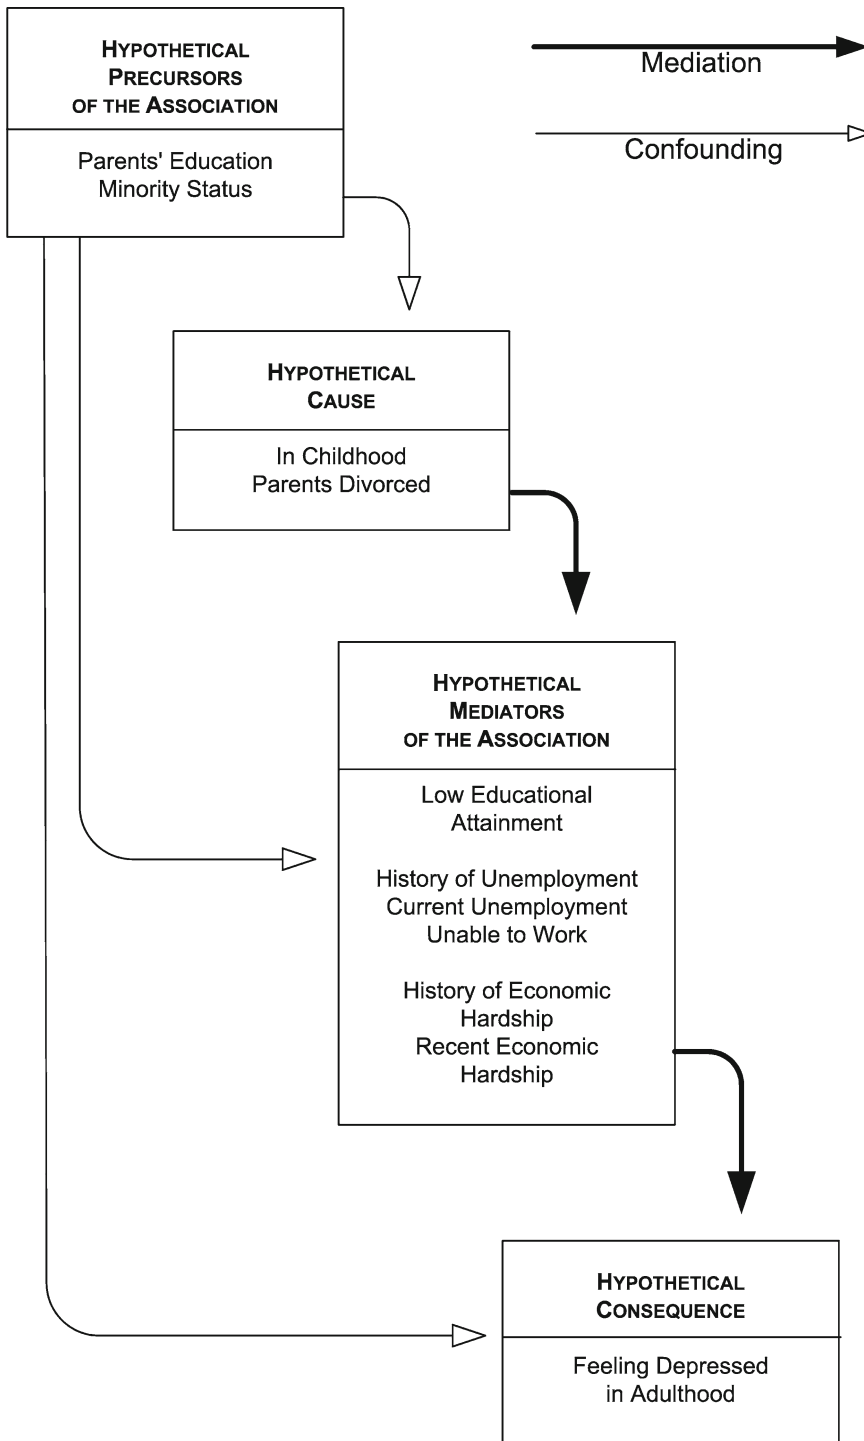 HYPOTHETICAL
PRECURSORS
OF THE ASSOCIATION
Parents' Education
Minority Status
Mediation
Confounding
HYPOTHETICAL
CAUSE
In Childhood
Parents Divorced
HYPOTHETICAL
MEDIATORS
OF THE ASSOCIATION
Low Educational
Attainment
History of Unemployment
Current Unemployment
Unable to Work
History of Economic
Hardship
Recent Economic
Hardship
HYPOTHETICAL
CONSEQUENCE
Feeling Depressed
in Adulthood